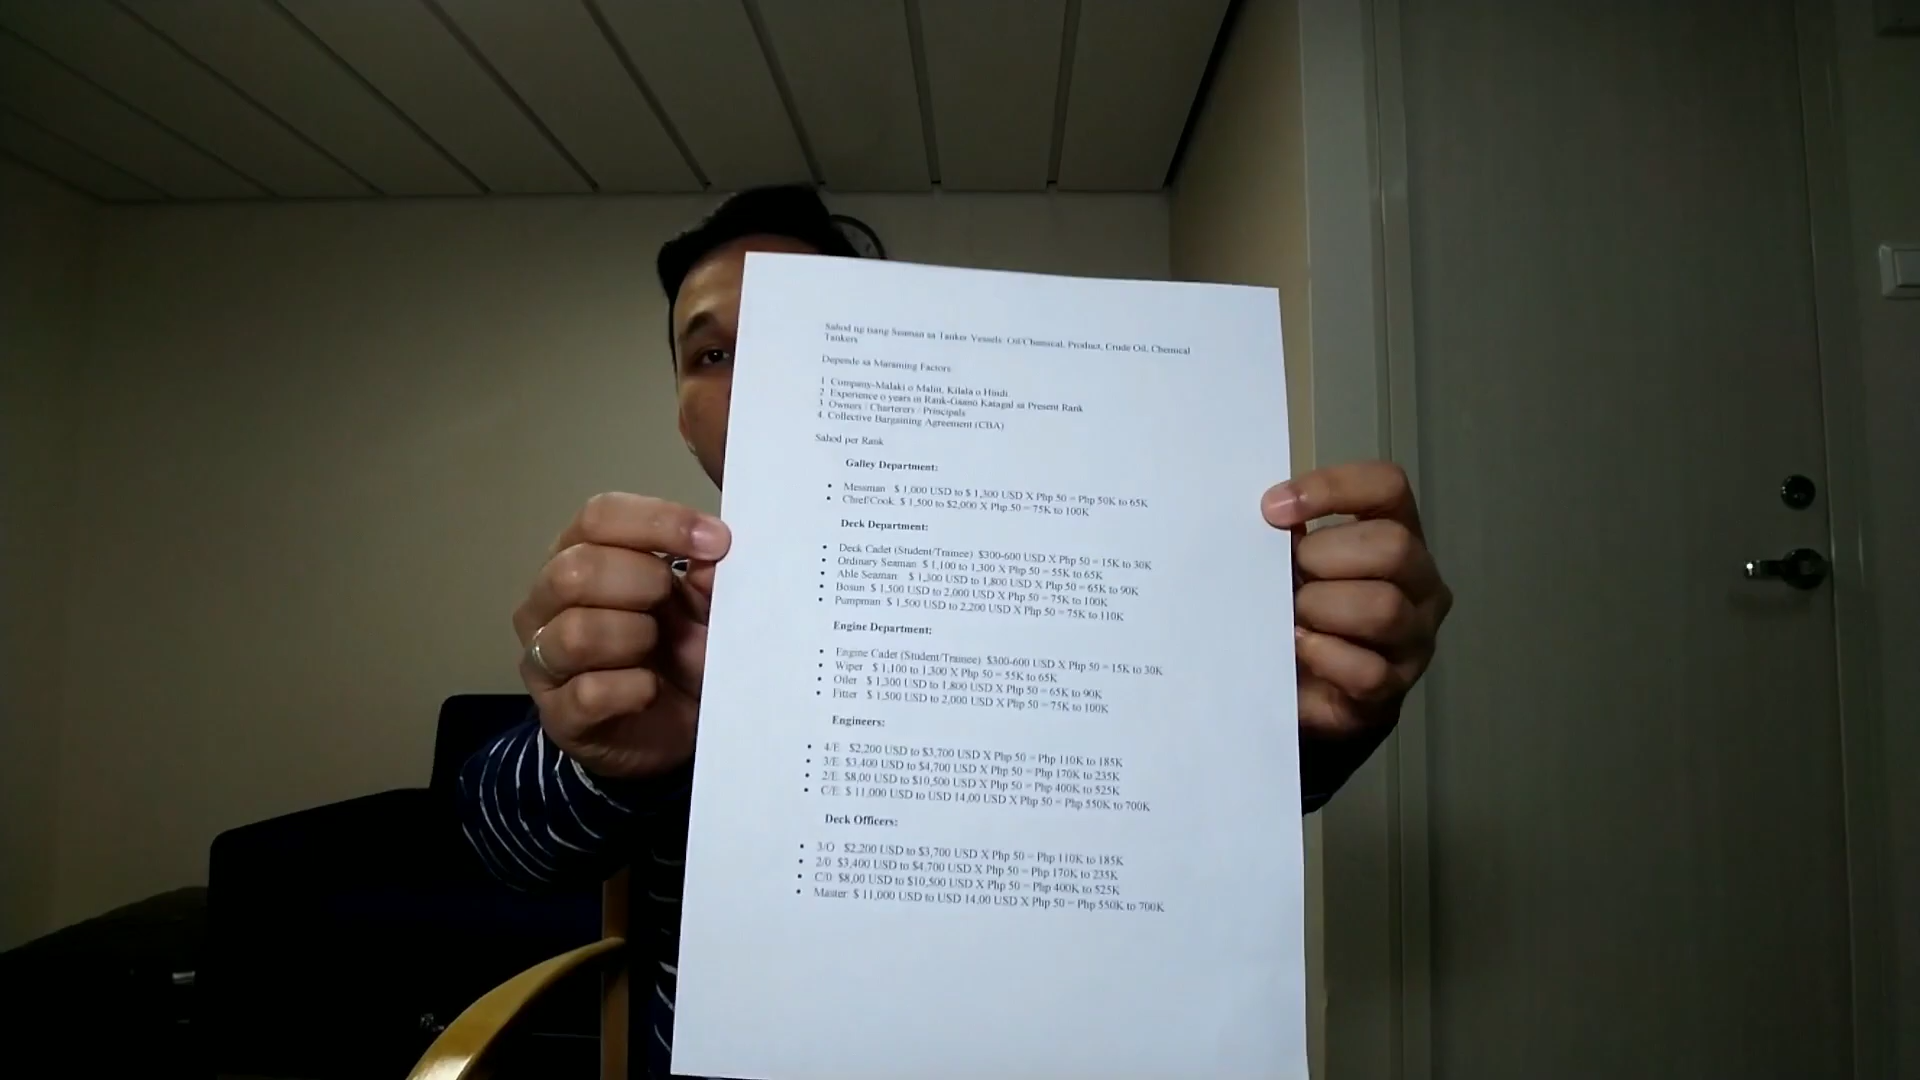 Sahod ng isang Seaman sa Tanker Vessels: Oil/Chemical, Product, Crude Oil, Chemical
Tankers
Depende sa Maraming Factors
1. Company-Malaki o Maliit, Kilala o Hindi.
2. Experience o years in Rank-Gaano Katagal sa Present Rank
3. Owners / Charterers / Principals
4. Collective Bargaining Agreement (CBA)
Sahod per Rank
Galley Department:
• Messman $ 1,000 USD to $ 1,300 USD X Php 50 = Php 50K to 65K
• Chief Cook $ 1,500 to $2,000 X Php 50 = 75K to 100K
Deck Department:
• Deck Cadet (Student/Trainee) $300-600 USD X Php 50 = 15K to 30K
• Ordinary Seaman $ 1,100 to 1,300 X Php 50 = 55K to 65K
• Able Seaman $ 1,300 USD to 1,800 USD X Php 50 = 65K to 90K
• Bosun $ 1,500 USD to 2,000 USD X Php 50 = 75K to 100K
• Pumpman $ 1,500 USD to 2,200 USD X Php 50 = 75K to 110K
Engine Department:
• Engine Cadet (Student/Trainee) $300-600 USD X Php 50 = 15K to 30K
• Wiper $ 1,100 to 1,300 X Php 50 = 55K to 65K
• Oiler $ 1,300 USD to 1,800 USD X Php 50 = 65K to 90K
• Fitter $ 1,500 USD to 2,000 USD X Php 50 = 75K to 100K
Engineers:
• 4/E $2,200 USD to $3,700 USD X Php 50 = Php 110K to 185K
• 3/E $3,400 USD to $4,700 USD X Php 50 = Php 170K to 235K
• 2/E $8,00 USD to $10,500 USD X Php 50 = Php 400K to 525K
• C/E $ 11,000 USD to USD 14,00 USD X Php 50 = Php 550K to 700K
Deck Officers:
• 3/O $2,200 USD to $3,700 USD X Php 50 = Php 110K to 185K
• 2/0 $3,400 USD to $4,700 USD X Php 50 = Php 170K to 235K
• C/0 $8,00 USD to $10,500 USD X Php 50 = Php 400K to 525K
• Master: $ 11,000 USD to USD 14,00 USD X Php 50 = Php 550K to 700K